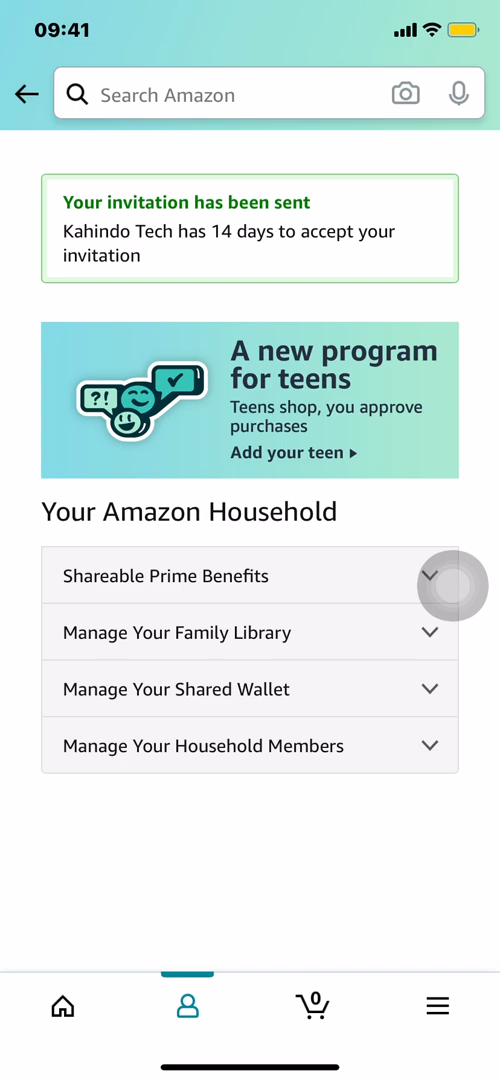 09:41
Search Amazon
Your invitation has been sent
Kahindo Tech has 14 days to accept your
invitation
?!
A new program
for teens
Teens shop, you approve
purchases
Add your teen
Your Amazon Household
Shareable Prime Benefits
Manage Your Family Library
Manage Your Shared Wallet
Manage Your Household Members
0